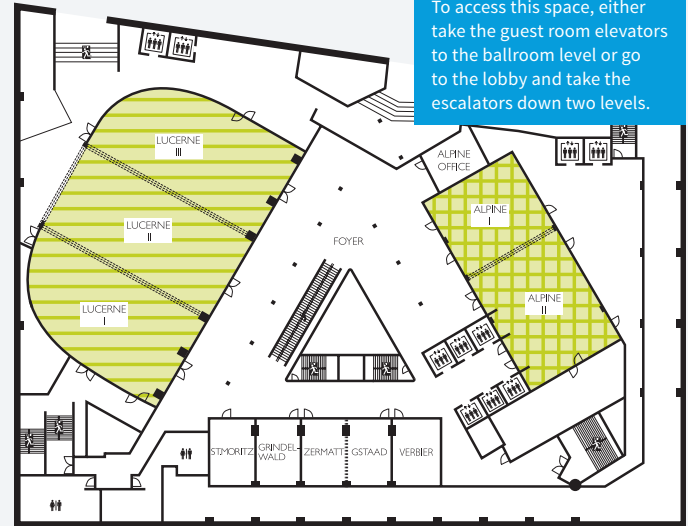 To access this space, either
take the guest room elevators
to the ballroom level or go
to the lobby and take the
escalators down two levels.
LUCERNE
III
ALPINE
OFFICE
LUCERNE
II
ALPINE
I
FOYER
LUCERNE
I
ALPINE
II
ST.MORITZ
GRINDEL-
WALD
ZERMATT
GSTAAD
VERBIER